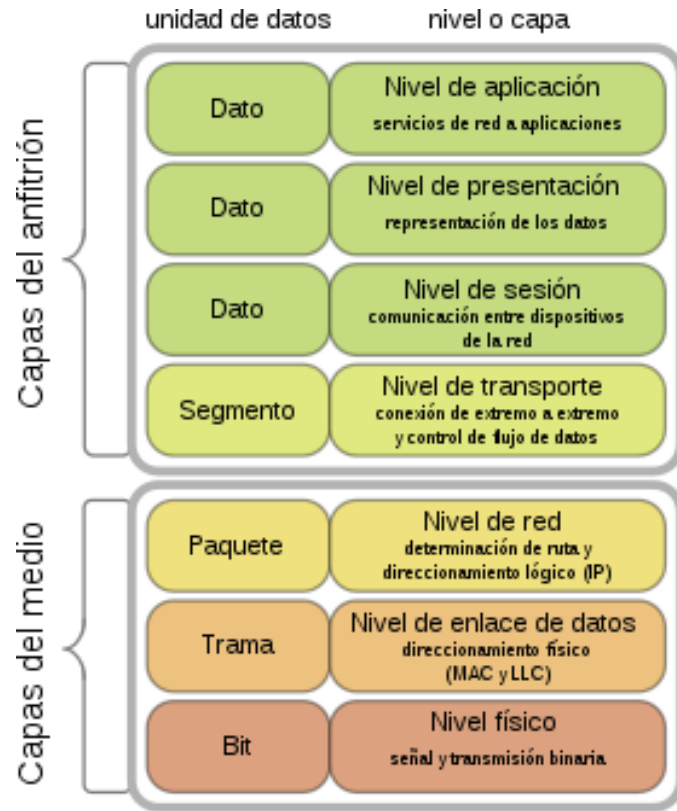 unidad de datos
nivel o capa
Capas del anfitrión
Dato
Nivel de aplicación
servicios de red a aplicaciones
Dato
Nivel de presentación
representación de los datos
Dato
Nivel de sesión
comunicación entre dispositivos
de la red
Segmento
Nivel de transporte
conexión de extremo a extremo
y control de flujo de datos
Capas del medio
Paquete
Nivel de red
determinación de ruta y
direccionamiento lógico (IP)
Trama
Nivel de enlace de datos
direccionamiento físico
(MAC y LLC)
Bit
Nivel físico
señal y transmisión binaria